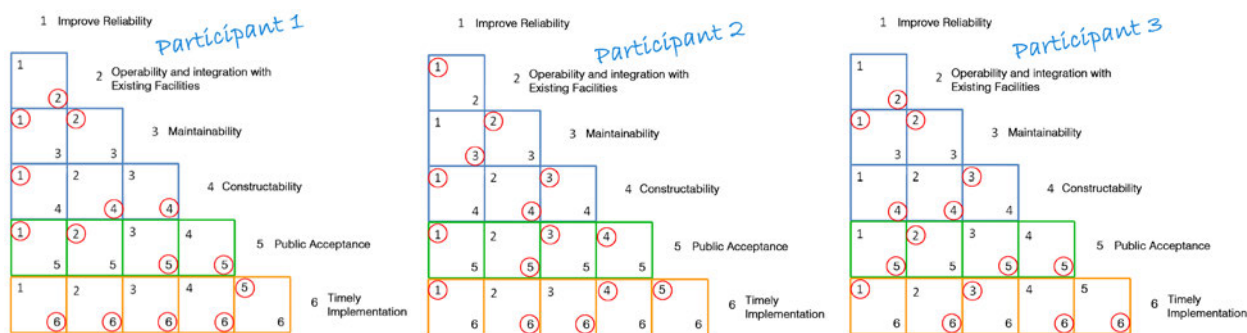 1 Improve Reliability
Participant 1
1
2 Operability and integration with
Existing Facilities
2
1 2
3 Maintainability
3 3
1 2 3
4 Constructability
4 4 4
1 2 3 4
5 Public Acceptance
5 5 5 5
1 2 3 4 5
6 Timely
Implementation
6 6 6 6 6
1 Improve Reliability
Participant 2
1
2 Operability and integration with
Existing Facilities
2
1 2
3 Maintainability
3 3
1 2 3
4 Constructability
4 4 4
1 2 3 4
5 Public Acceptance
5 5 5 5
1 2 3 4 5
6 Timely
Implementation
6 6 6 6 6
1 Improve Reliability
Participant 3
1
2 Operability and integration with
Existing Facilities
2
1 2
3 Maintainability
3 3
1 2 3
4 Constructability
4 4 4
1 2 3 4
5 Public Acceptance
5 5 5 5
1 2 3 4 5
6 Timely
Implementation
6 6 6 6 6